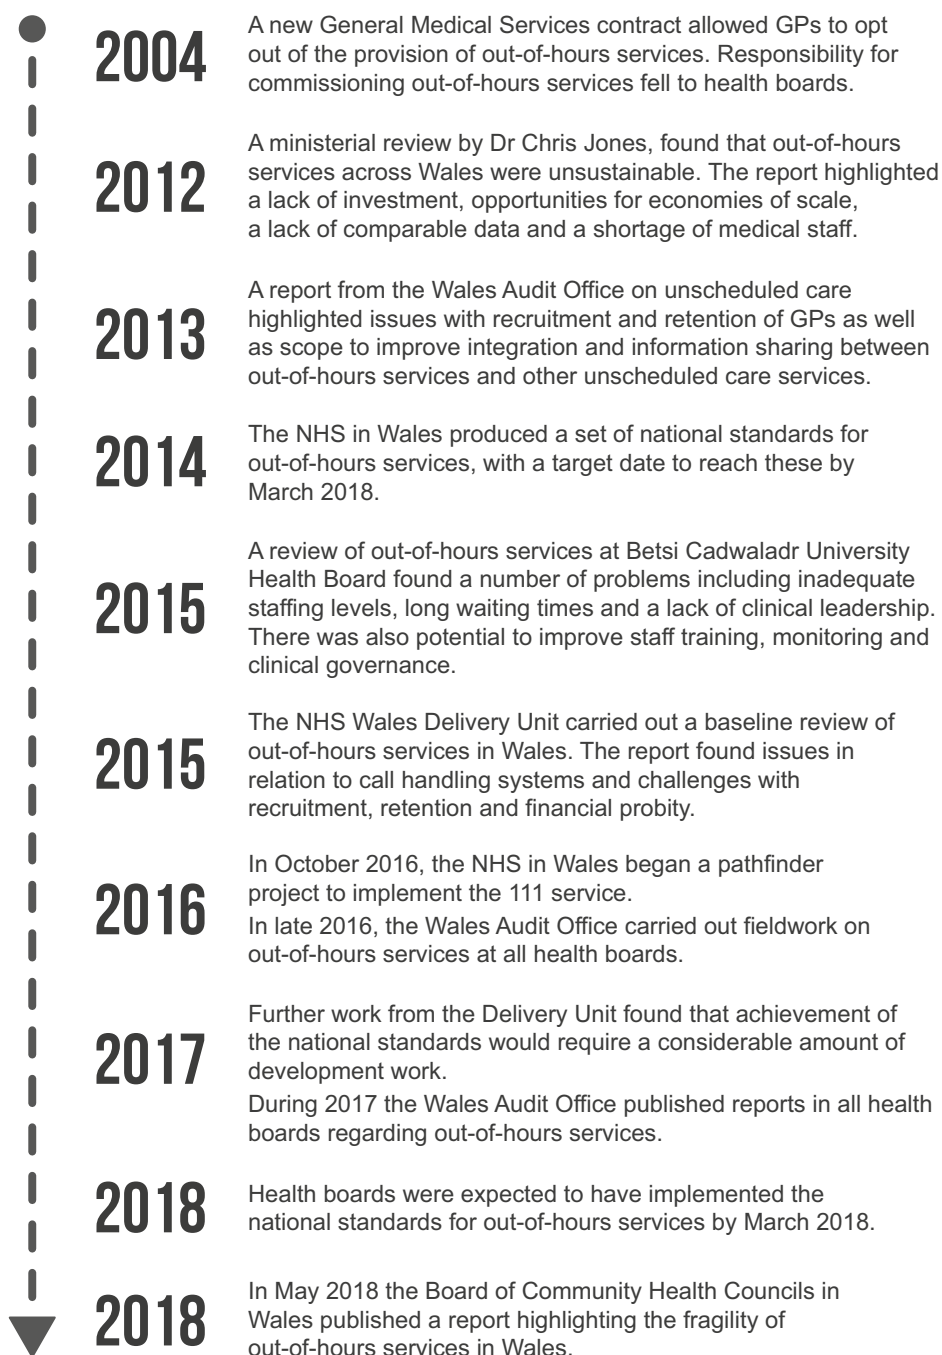 2004
A new General Medical Services contract allowed GPs to opt
out of the provision of out-of-hours services. Responsibility for
commissioning out-of-hours services fell to health boards.
2012
A ministerial review by Dr Chris Jones, found that out-of-hours
services across Wales were unsustainable. The report highlighted
a lack of investment, opportunities for economies of scale,
a lack of comparable data and a shortage of medical staff.
2013
A report from the Wales Audit Office on unscheduled care
highlighted issues with recruitment and retention of GPs as well
as scope to improve integration and information sharing between
out-of-hours services and other unscheduled care services.
2014
The NHS in Wales produced a set of national standards for
out-of-hours services, with a target date to reach these by
March 2018.
2015
A review of out-of-hours services at Betsi Cadwaladr University
Health Board found a number of problems including inadequate
staffing levels, long waiting times and a lack of clinical leadership.
There was also potential to improve staff training, monitoring and
clinical governance.
2015
The NHS Wales Delivery Unit carried out a baseline review of
out-of-hours services in Wales. The report found issues in
relation to call handling systems and challenges with
recruitment, retention and financial probity.
2016
In October 2016, the NHS in Wales began a pathfinder
project to implement the 111 service.
In late 2016, the Wales Audit Office carried out fieldwork on
out-of-hours services at all health boards.
2017
Further work from the Delivery Unit found that achievement of
the national standards would require a considerable amount of
development work.
During 2017 the Wales Audit Office published reports in all health
boards regarding out-of-hours services.
2018
Health boards were expected to have implemented the
national standards for out-of-hours services by March 2018.
2018
In May 2018 the Board of Community Health Councils in
Wales published a report highlighting the fragility of
out-of-hours services in Wales.